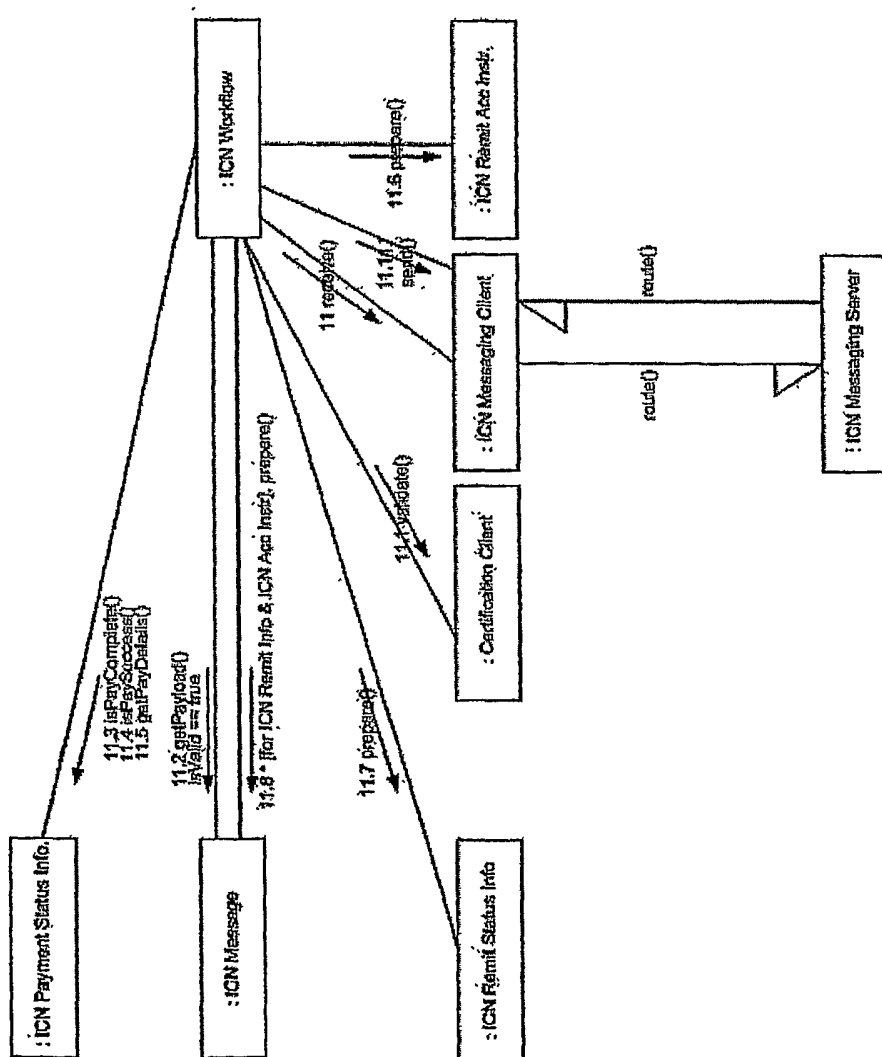 : ICN Payment Status Info.
11.3 isPayComplete()
11.4 isPaySuccess()
11.5 getPayDetails()
: ICN Workflow
: ICN Message
11.2 getPayload()
isValid == true
11.8 * [for ICN Remit Info & ICN Acc Instr], prepare()
11.7 prepare()
: ICN Remit Status Info
11.1 validate()
: Certification Client
11 receive()
send()
: ICN Messaging Client
11.6 prepare()
: ICN Remit Acc Instr.
route()
route()
: ICN Messaging Server